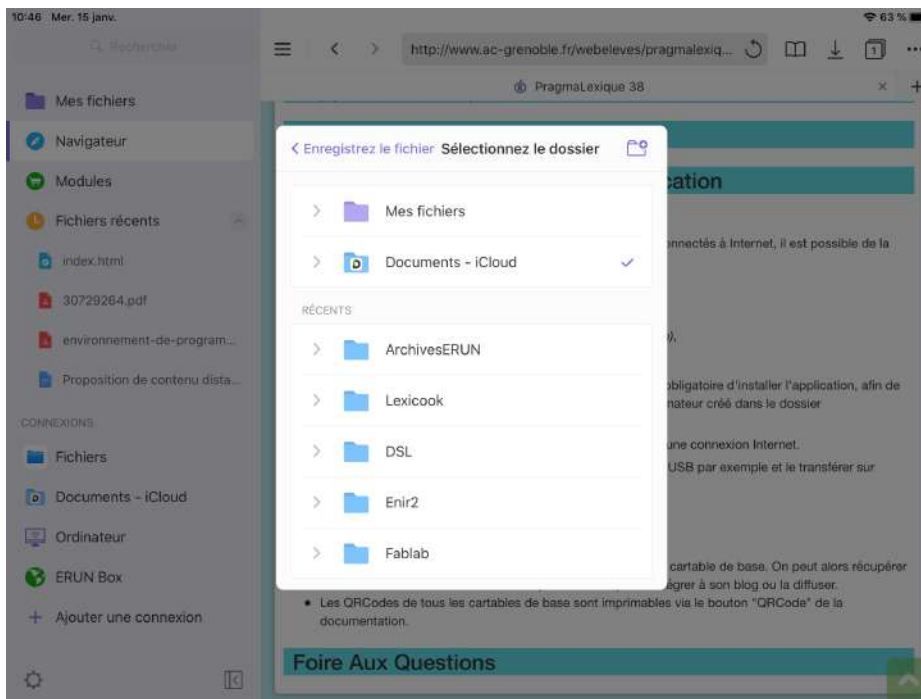 10:46 Mer. 15 janv.
63 %
Rechercher
http://www.ac-grenoble.fr/webeleves/pragmalexiq...
1
PragmaLexique 38
Mes fichiers
Navigateur
Modules
Fichiers récents
index.html
30729264.pdf
environnement-de-program...
Proposition de contenu dista...
CONNEXIONS
Fichiers
Documents - iCloud
Ordinateur
ERUN Box
Ajouter une connexion
Enregistrez le fichier Sélectionnez le dossier
Mes fichiers
Documents - iCloud
RÉCENTS
ArchivesERUN
Lexicook
DSL
Enir2
Fablab
cation
onnectés à Internet, il est possible de la
obligatoire d'installer l'application, afin de
nateur créé dans le dossier
une connexion Internet.
USB par exemple et le transférer sur
cartable de base. On peut alors récupérer
égrer à son blog ou la diffuser.
• Les QRCodes de tous les cartables de base sont imprimables via le bouton "QRCode" de la
documentation.
Foire Aux Questions